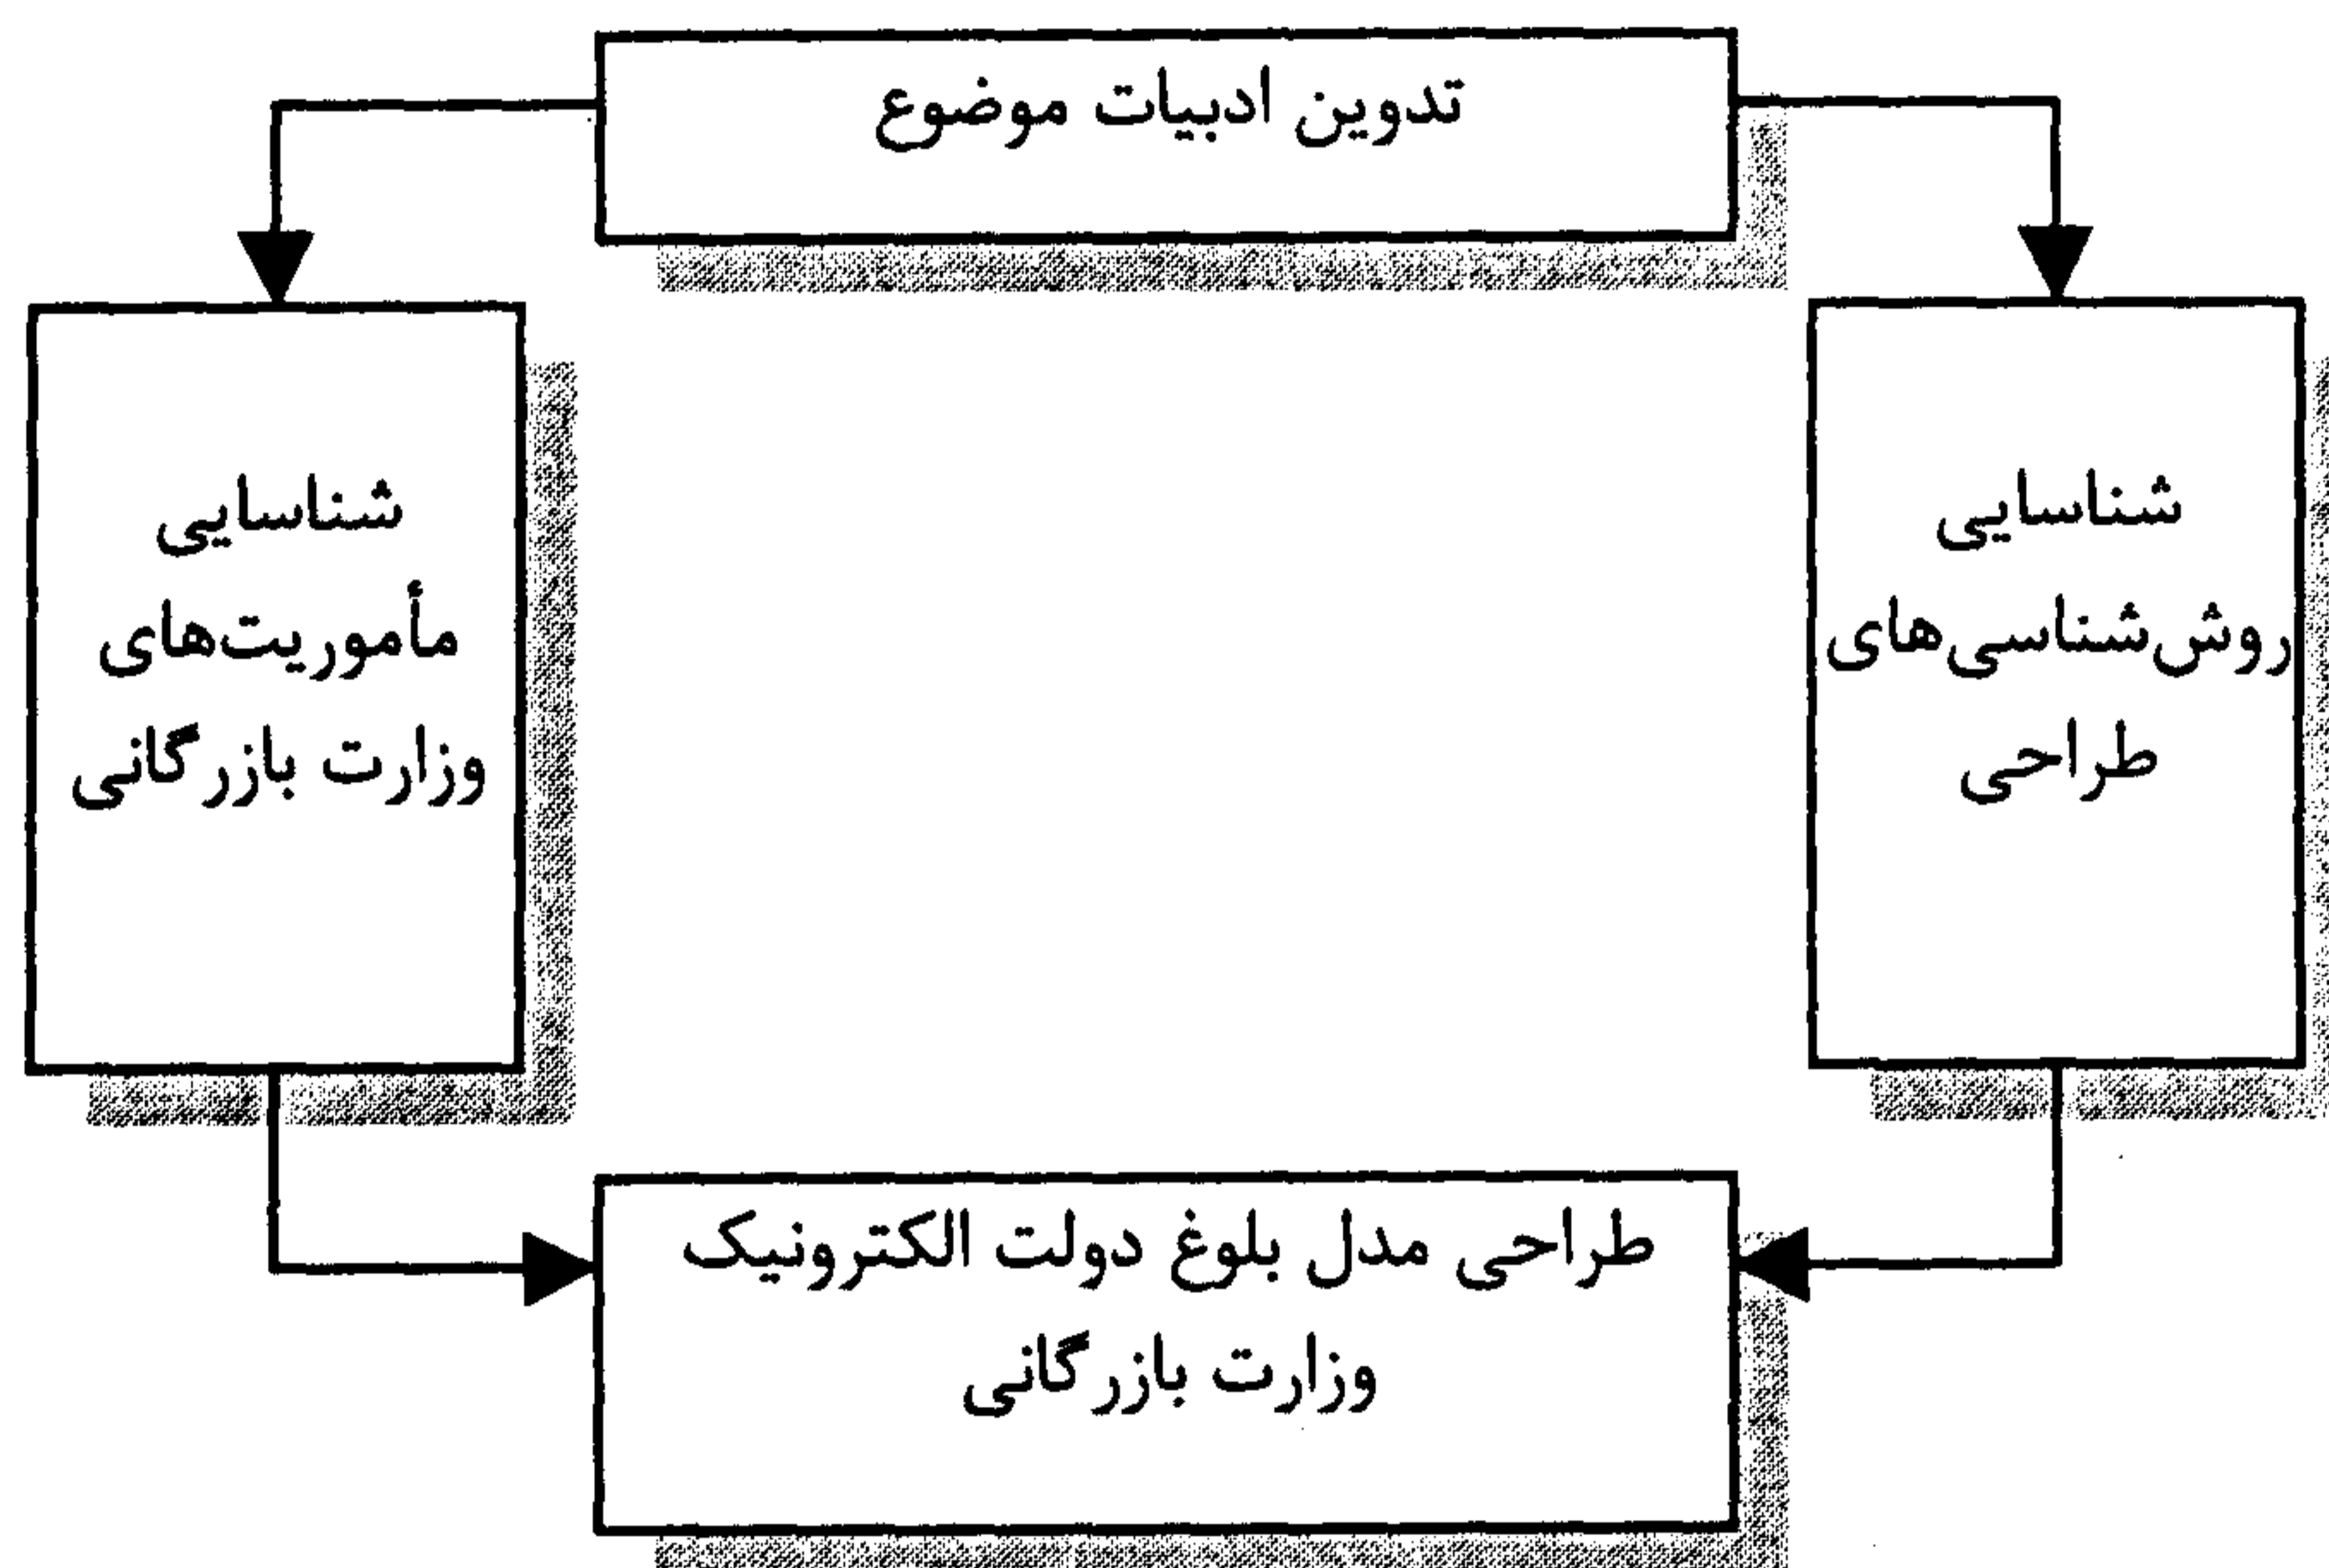 تدوین ادبیات موضوع
شناسایی
روش‌شناسی‌های
طراحی
شناسایی
مأموریت‌های
وزارت بازرگانی
طراحی مدل بلوغ دولت الکترونیک
وزارت بازرگانی